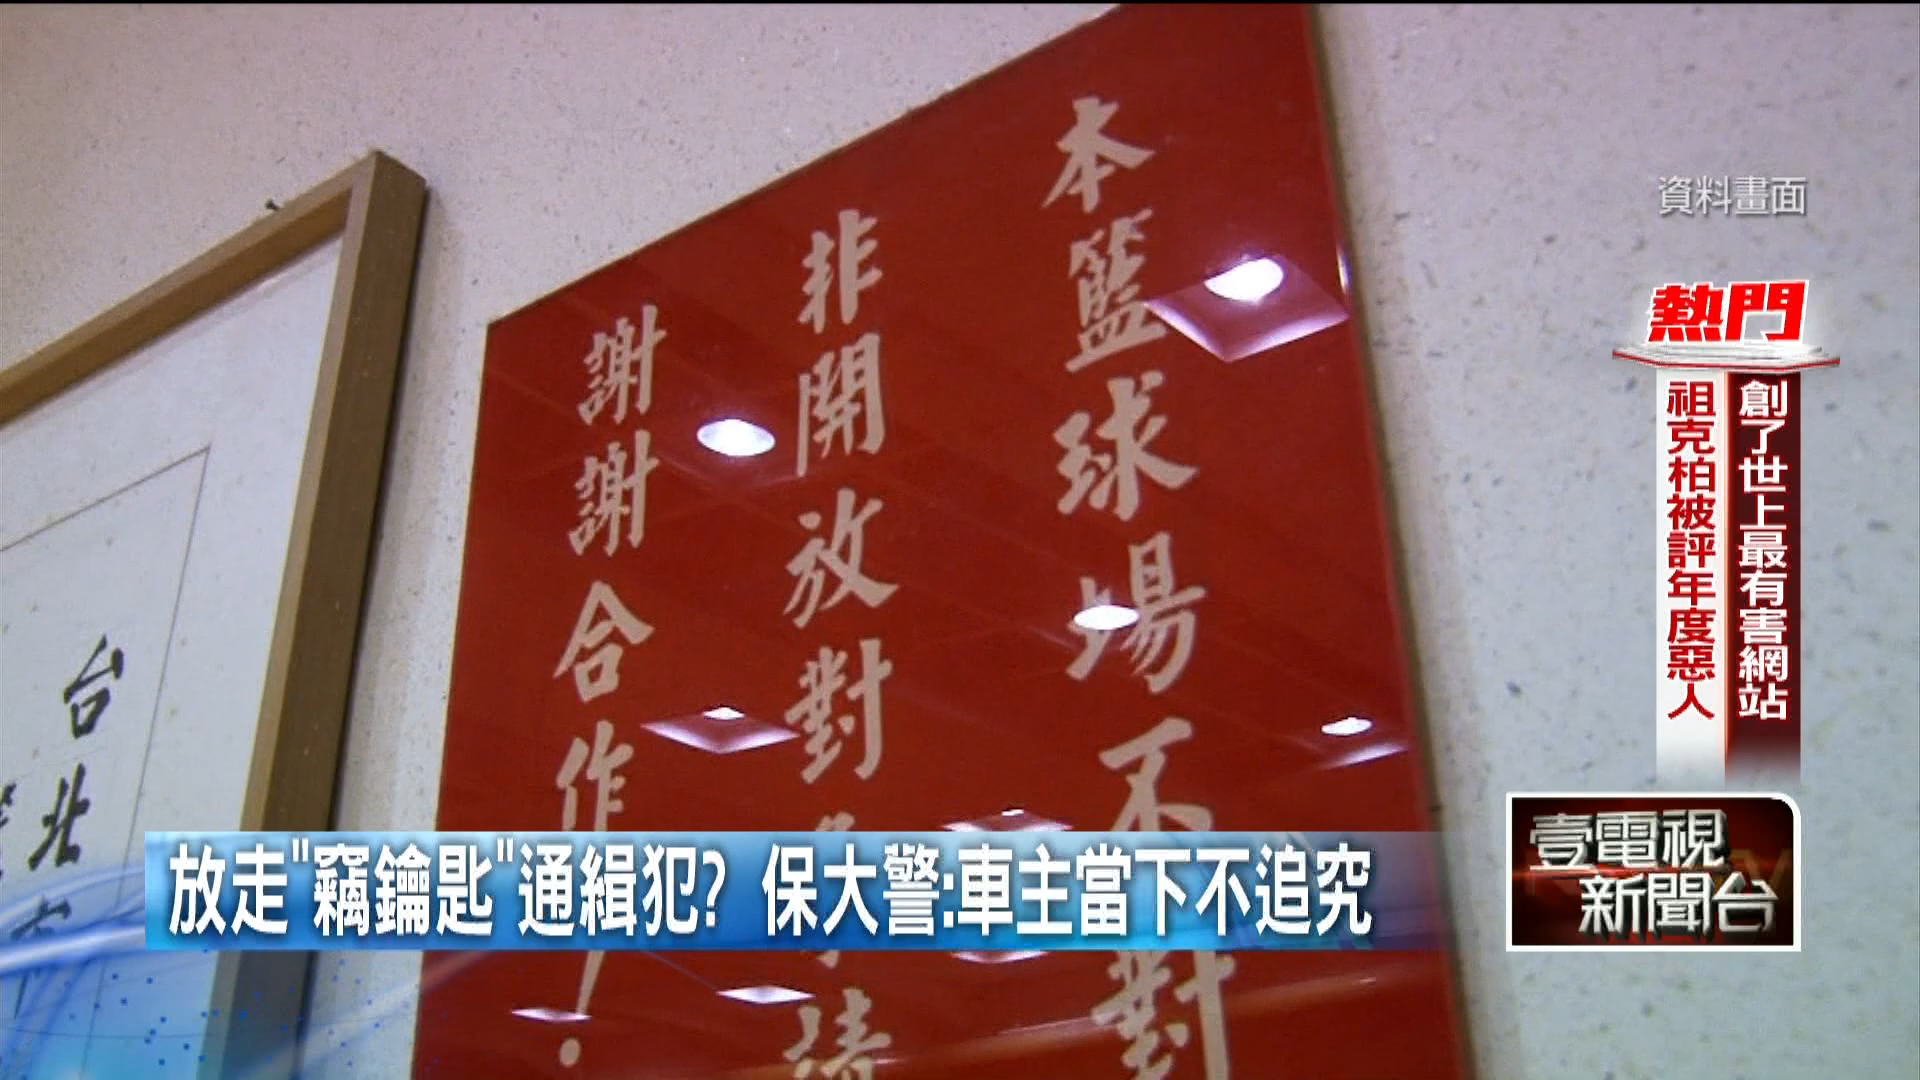 本籃球場不對
非開放對
請
謝謝合作!
台北
資料畫面
熱門
創了世上最有害網站
祖克柏被評年度惡人
放走"竊鑰匙"通緝犯? 保大警:車主當下不追究
壹電視
新聞台